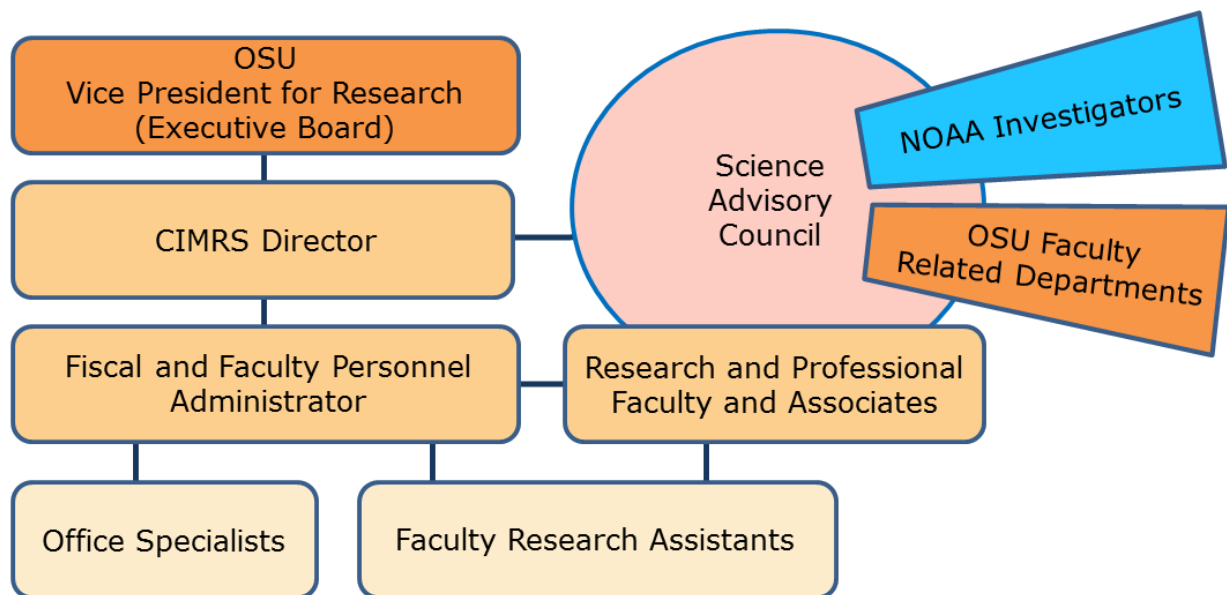 OSU
Vice President for Research
(Executive Board)
CIMRS Director
Science
Advisory
Council
NOAA Investigators
OSU Faculty
Related Departments
Fiscal and Faculty Personnel
Administrator
Research and Professional
Faculty and Associates
Office Specialists
Faculty Research Assistants